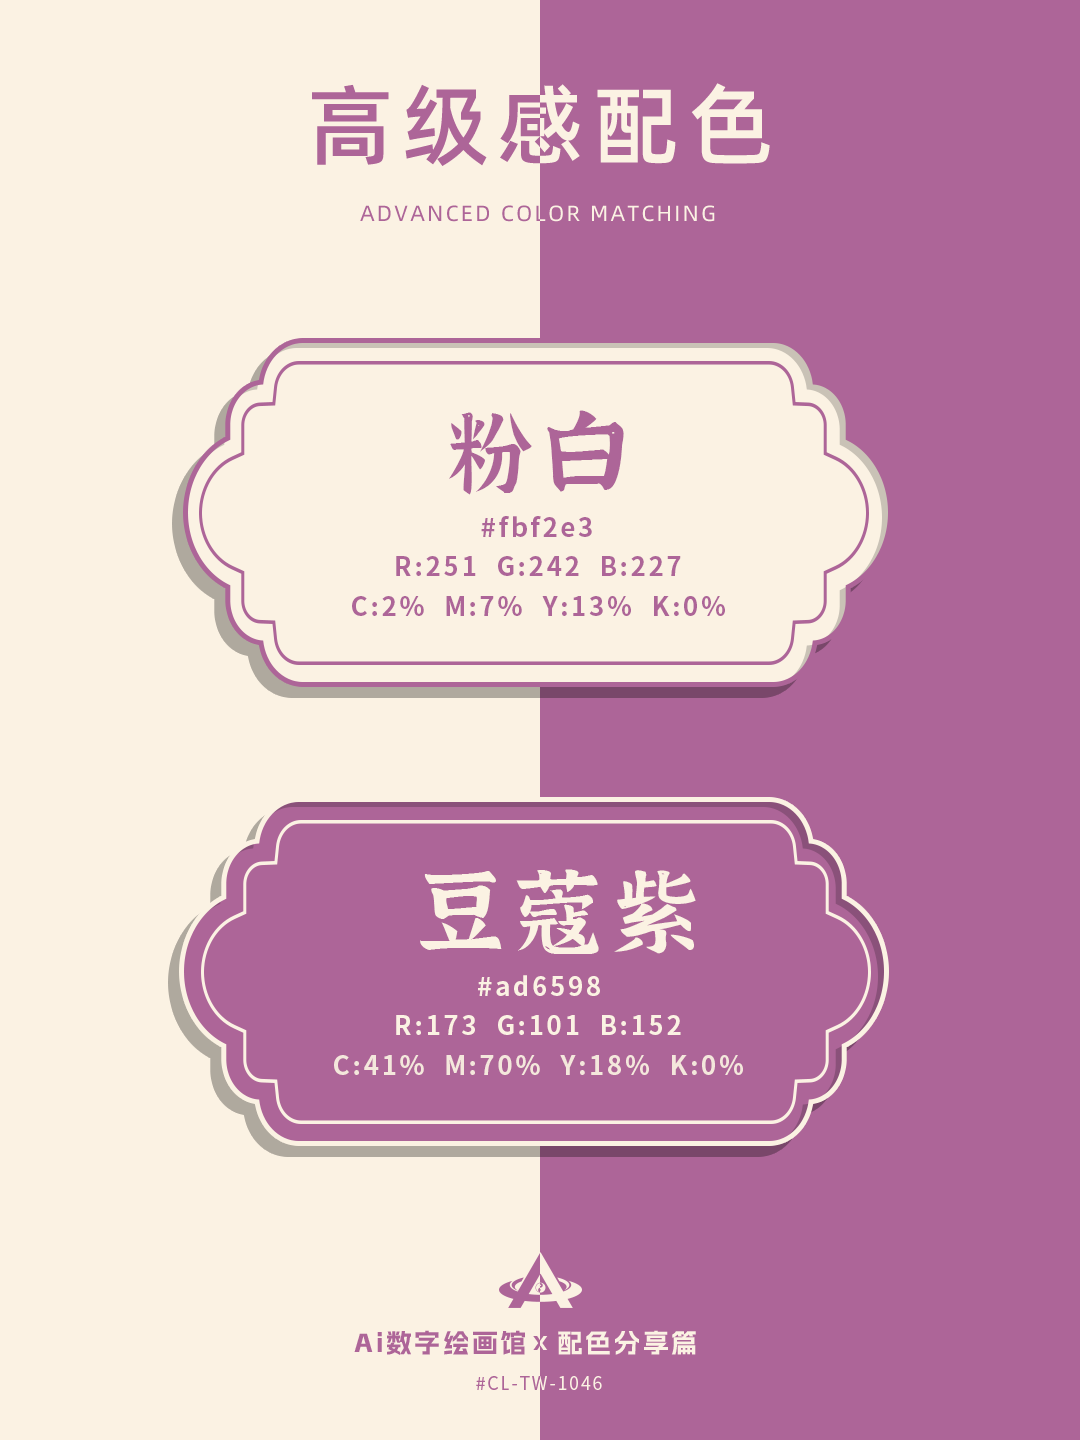 高级感配色
ADVANCED COLOR MATCHING
粉白
#fbf2e3
R:251 G:242 B:227
C:2% M:7% Y:13% K:0%
豆蔻紫
#ad6598
R:173 G:101 B:152
C:41% M:70% Y:18% K:0%
Ai数字绘画馆 x 配色分享篇
#CL-TW-1046